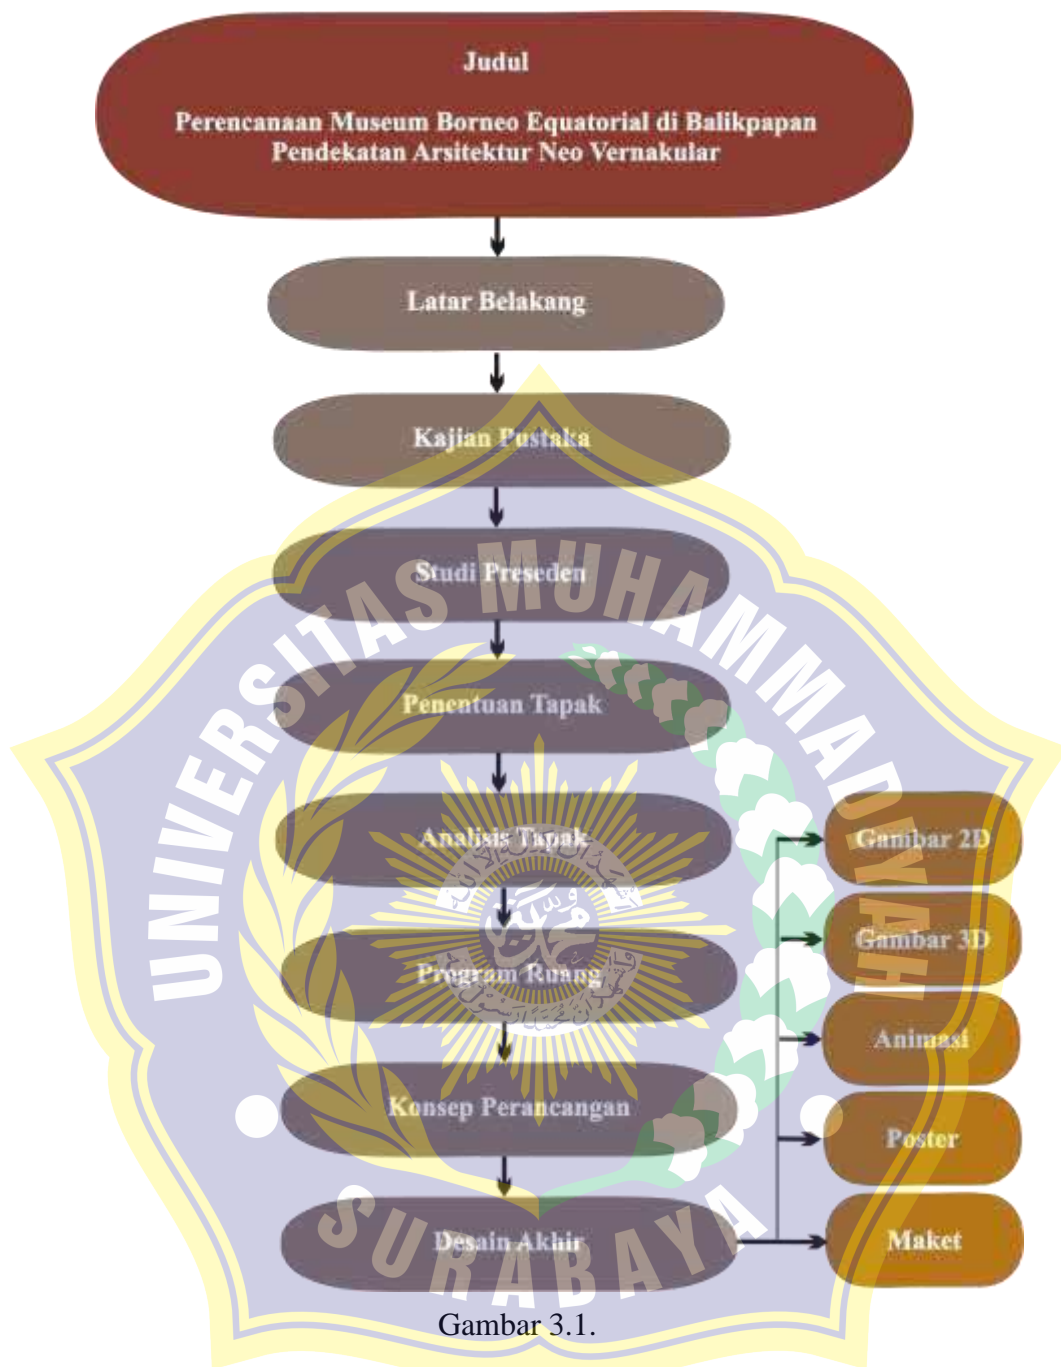 Judul
Perencanaan Museum Borneo Equatorial di Balikpapan
Pendekatan Arsitektur Neo Vernakular
Latar Belakang
Kajian Pustaka
Studi Preseden
Penentuan Tapak
Analisis Tapak
Program Ruang
Konsep Perancangan
Desain Akhir
Gambar 2D
Gambar 3D
Animasi
Poster
Maket
UNIVERSITAS MUHAMMADIYAH
SURABAYA
Gambar 3.1.